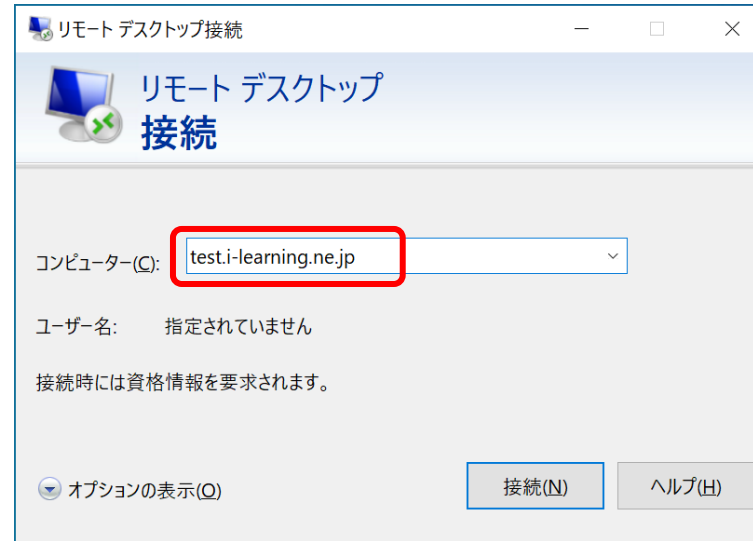 リモート デスクトップ接続
リモート デスクトップ
接続
コンピューター(C): test.i-learning.ne.jp
ユーザー名: 指定されていません
接続時には資格情報を要求されます。
オプションの表示(O) 接続(N) ヘルプ(H)